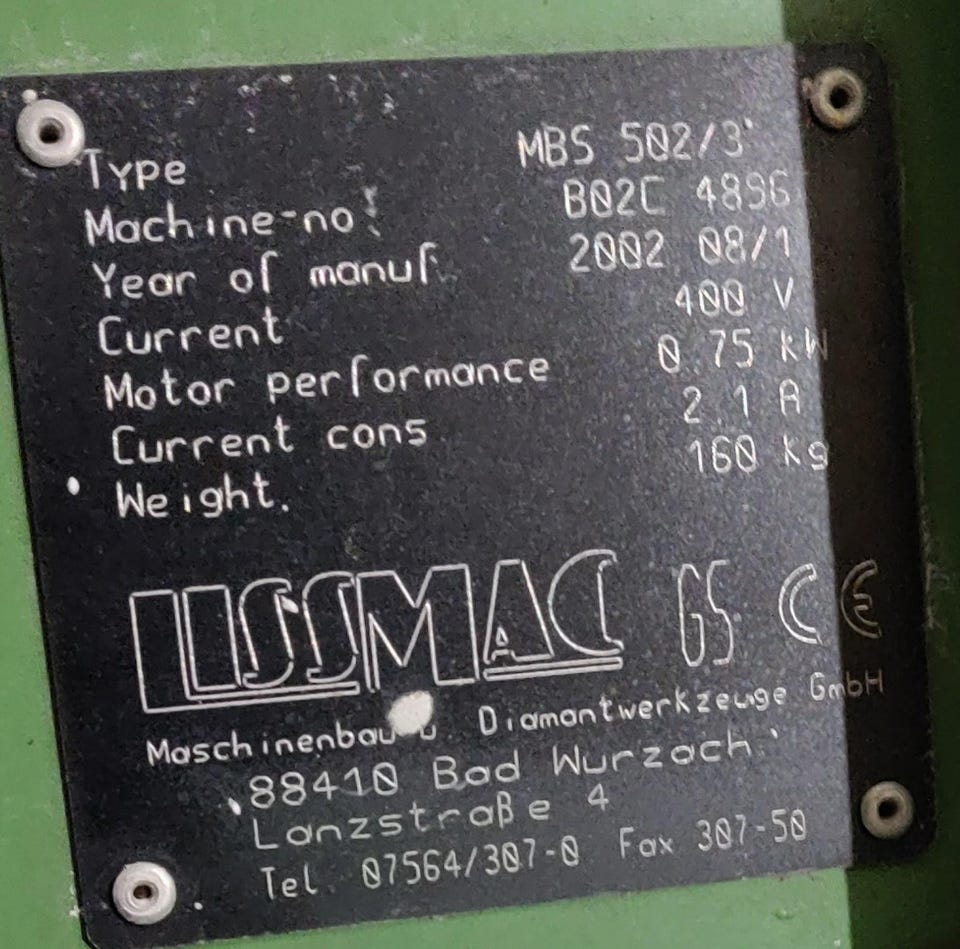 Type MBS 502/3
Machine-no. B02C 4896
Year of manuf. 2002 08/1
Current 400 V
Motor performance 0.75 kW
Current cons. 2.1 A
Weight. 160 Kg
LISSMAC GS CE
Maschinenbau u. Diamantwerkzeuge GmbH
88410 Bad Wurzach
Lanzstraße 4
Tel. 07564/307-0 Fax 307-50